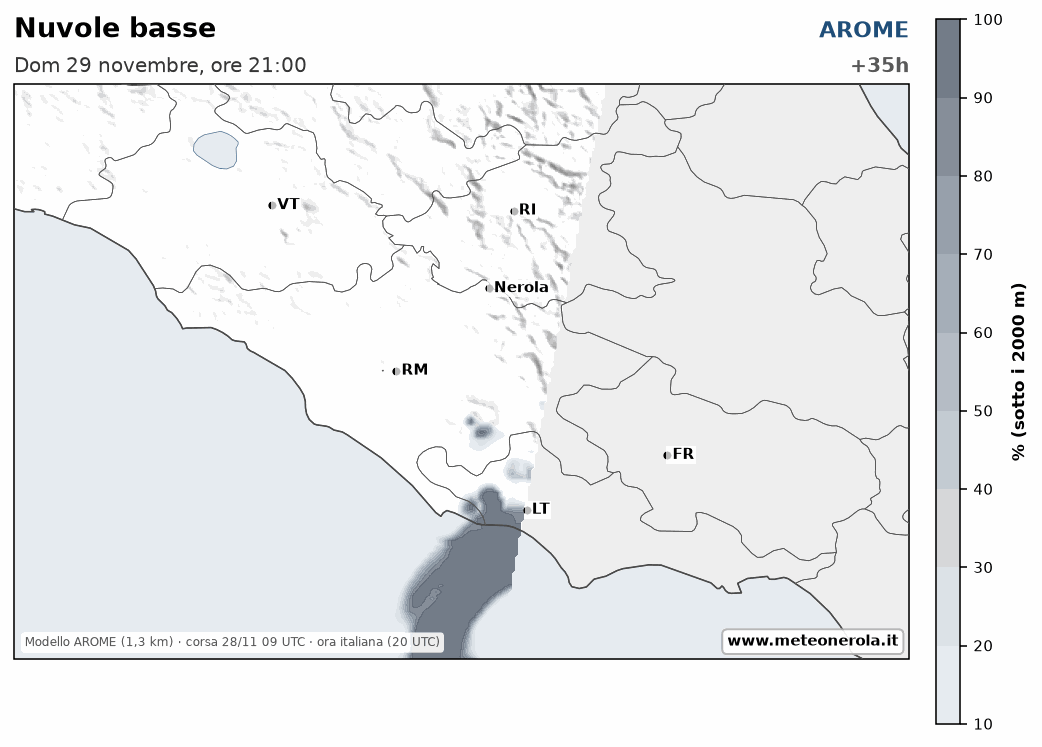 Nuvole basse
AROME
Dom 29 novembre, ore 21:00
+35h
VT
RI
Nerola
RM
FR
LT
Modello AROME (1,3 km) · corsa 28/11 09 UTC · ora italiana (20 UTC)
www.meteonerola.it
100
90
80
70
60
50
40
30
20
10
% (sotto i 2000 m)